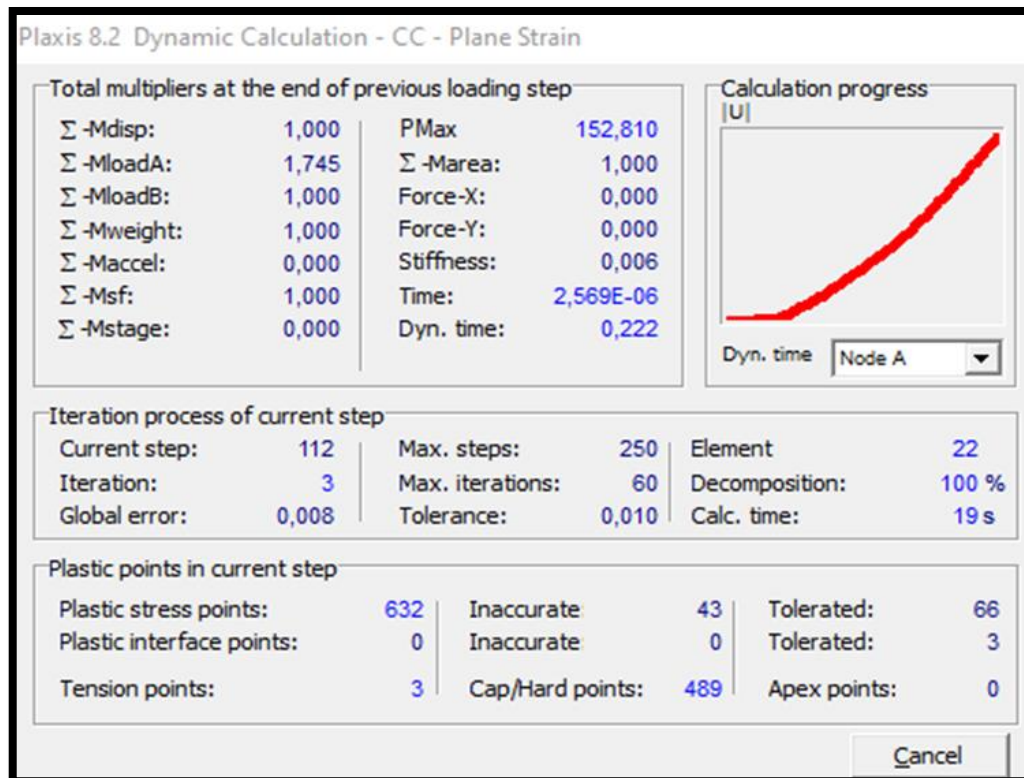 Plaxis 8.2 Dynamic Calculation - CC - Plane Strain
Total multipliers at the end of previous loading step
Σ -Mdisp: 1,000 PMax 152,810
Σ -MloadA: 1,745 Σ -Marea: 1,000
Σ -MloadB: 1,000 Force-X: 0,000
Σ -Mweight: 1,000 Force-Y: 0,000
Σ -Maccel: 0,000 Stiffness: 0,006
Σ -Msf: 1,000 Time: 2,569E-06
Σ -Mstage: 0,000 Dyn. time: 0,222
Calculation progress
|U|
Dyn. time Node A
Iteration process of current step
Current step: 112 Max. steps: 250 Element 22
Iteration: 3 Max. iterations: 60 Decomposition: 100 %
Global error: 0,008 Tolerance: 0,010 Calc. time: 19 s
Plastic points in current step
Plastic stress points: 632 Inaccurate 43 Tolerated: 66
Plastic interface points: 0 Inaccurate 0 Tolerated: 3
Tension points: 3 Cap/Hard points: 489 Apex points: 0
Cancel